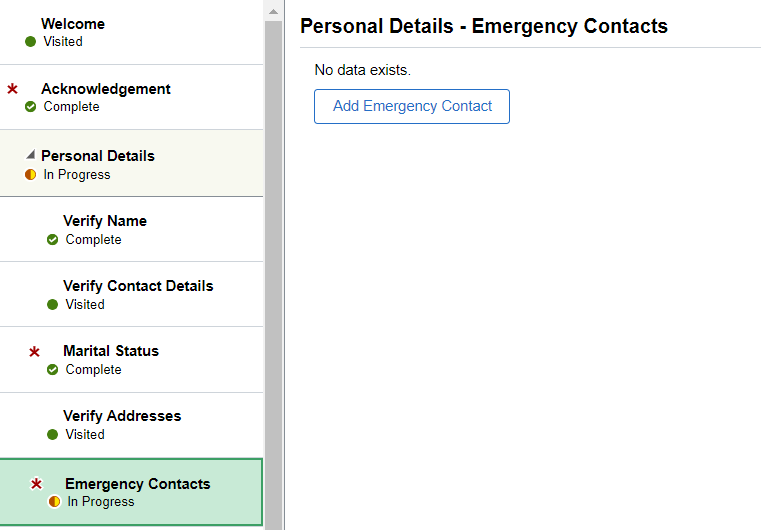 Welcome
Visited
Acknowledgement
Complete
Personal Details
In Progress
Verify Name
Complete
Verify Contact Details
Visited
Marital Status
Complete
Verify Addresses
Visited
Emergency Contacts
In Progress
Personal Details - Emergency Contacts
No data exists.
Add Emergency Contact